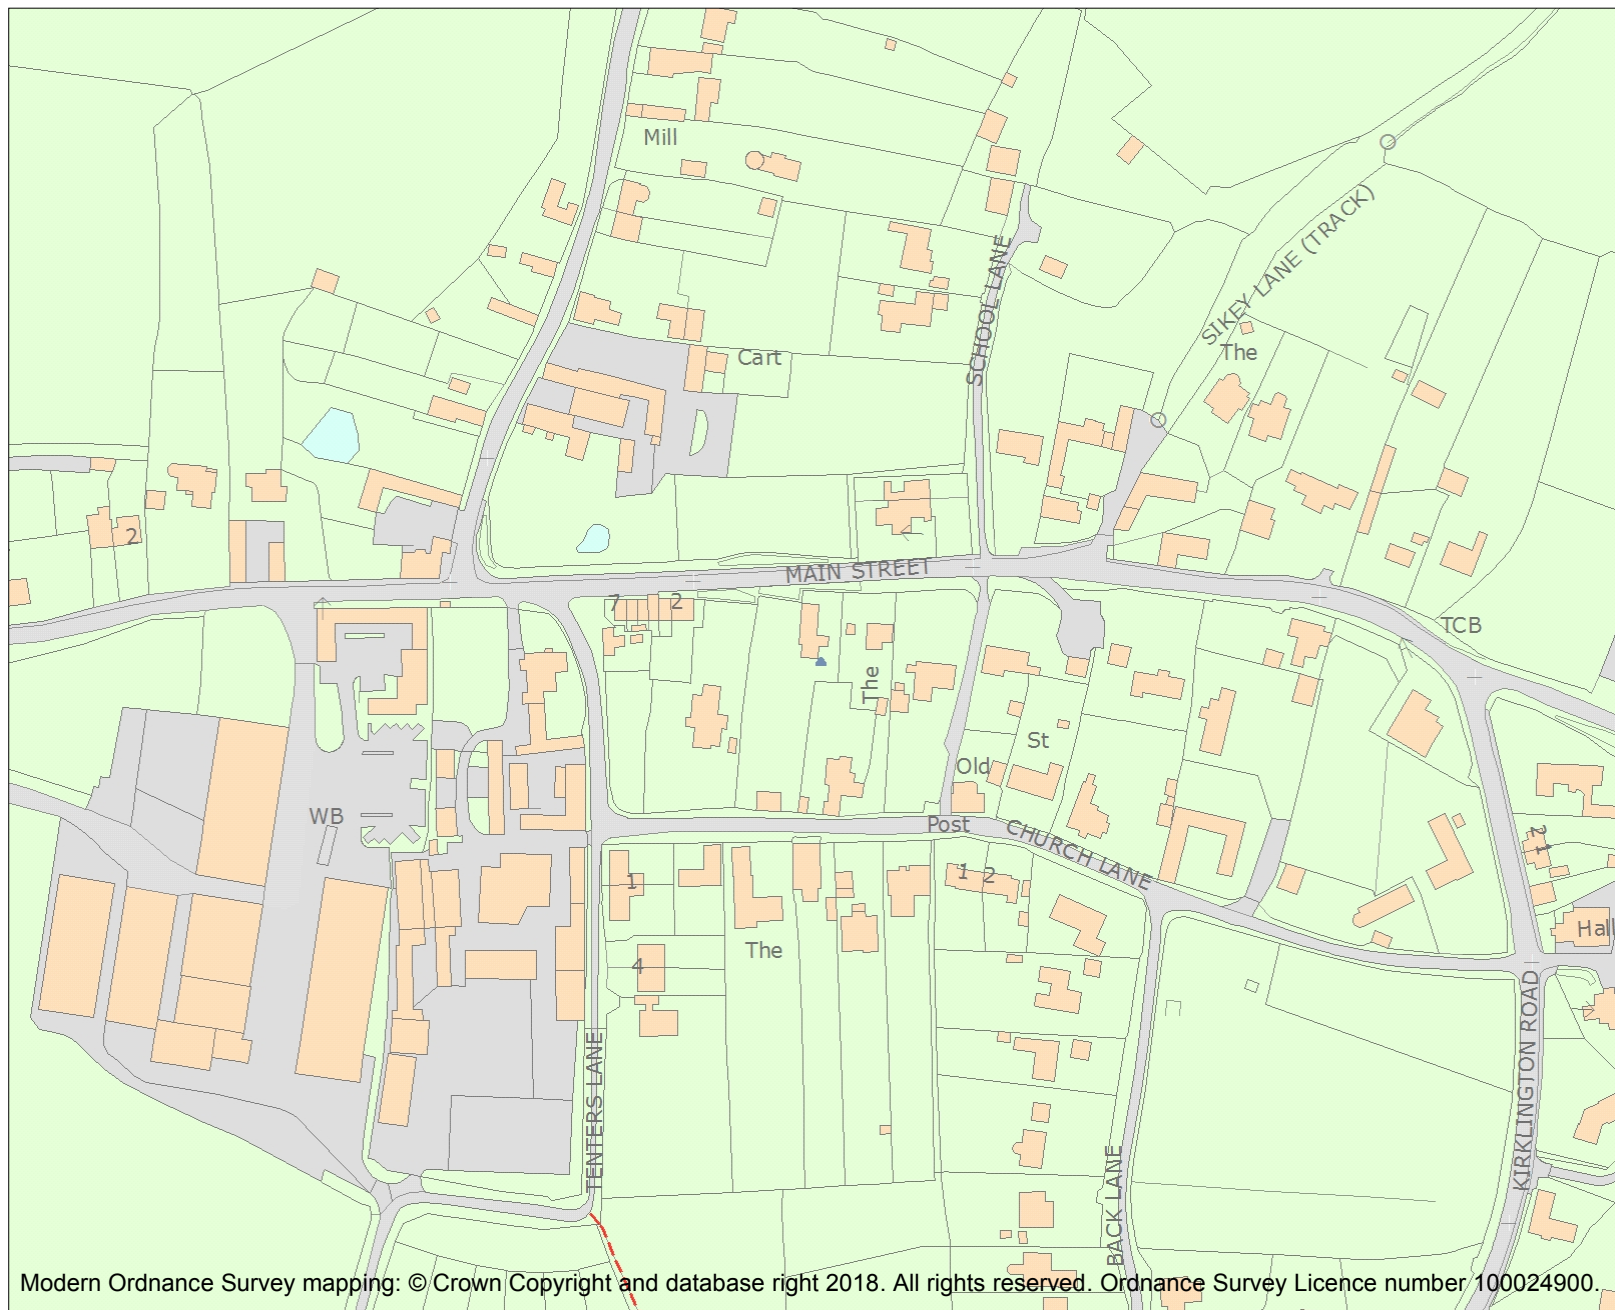 Mill
SCHOOL LANE
SIKEY LANE (TRACK)
The
Cart
2
MAIN STREET
7
2
TCB
The
St
Old
WB
Post
CHURCH LANE
2
1
1
1 2
Hall
The
4
TENTERS LANE
BACK LANE
KIRKLINGTON ROAD
Modern Ordnance Survey mapping: © Crown Copyright and database right 2018. All rights reserved. Ordnance Survey Licence number 100024900.